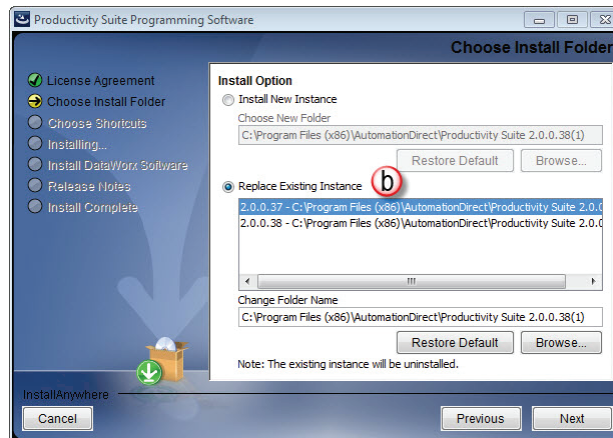 Productivity Suite Programming Software
Choose Install Folder
License Agreement
Choose Install Folder
Choose Shortcuts
Installing...
Install DataWorx Software
Release Notes
Install Complete
Install Option
Install New Instance
Choose New Folder
C:\Program Files (x86)\AutomationDirect\Productivity Suite 2.0.0.38(1)
Restore Default
Browse...
Replace Existing Instance
b
2.0.0.37 - C:\Program Files (x86)\AutomationDirect\Productivity Suite 2.0.0
2.0.0.38 - C:\Program Files (x86)\AutomationDirect\Productivity Suite 2.0.0
Change Folder Name
C:\Program Files (x86)\AutomationDirect\Productivity Suite 2.0.0.38(1)
Restore Default
Browse...
Note: The existing instance will be uninstalled.
InstallAnywhere
Cancel
Previous
Next